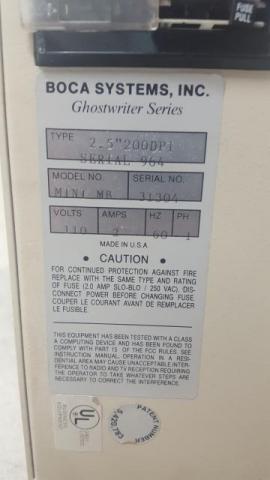 FUSE
PULL
BOCA SYSTEMS, INC.
Ghostwriter Series
TYPE
2.5"200DPI
SERIAL 964
MODEL NO. SERIAL NO.
MINI MB 31304
VOLTS AMPS HZ PH
110 2 60 1
MADE IN U.S.A.
• CAUTION •
FOR CONTINUED PROTECTION AGAINST FIRE
REPLACE WITH THE SAME TYPE AND RATING
OF FUSE (2.0 AMP SLO-BLO / 250 VAC). DIS-
CONNECT POWER BEFORE CHANGING FUSE
COUPER LE COURANT AVANT DE REMPLACER
LE FUSIBLE.
THIS EQUIPMENT HAS BEEN TESTED WITH A CLASS
A COMPUTING DEVICE AND HAS BEEN FOUND TO
COMPLY WITH PART 15 OF THE FCC RULES. SEE
INSTRUCTION MANUAL. OPERATION IN A RESI-
DENTIAL AREA MAY CAUSE UNACCEPTABLE INTER-
FERENCE TO RADIO AND TV RECEPTION REQUIRING
THE OPERATOR TO TAKE WHATEVER STEPS ARE
NECESSARY TO CORRECT THE INTERFERENCE.
UL
PATENT NUMBER